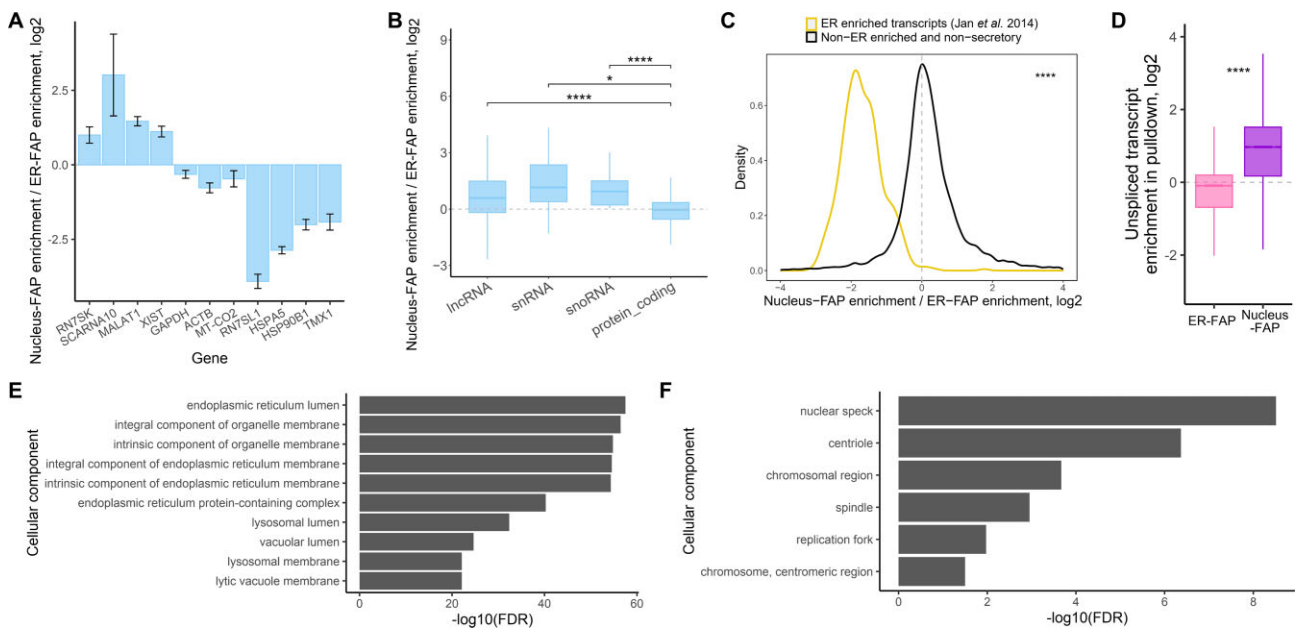 A
Nucleus-FAP enrichment / ER-FAP enrichment, log2
2.5
0.0
−2.5
RN7SK
SCARNA10
MALAT1
XIST
GAPDH
ACTB
MT-CO2
RN7SL1
HSPA5
HSP90B1
TMX1
Gene
B
Nucleus-FAP enrichment / ER-FAP enrichment, log2
9
6
3
0
−3
****
*
****
lncRNA
snRNA
snoRNA
protein_coding
C
ER enriched transcripts (Jan et al. 2014)
Non−ER enriched and non−secretory
****
Density
0.6
0.4
0.2
0.0
−4
−2
0
2
4
Nucleus−FAP enrichment / ER−FAP enrichment, log2
D
Unspliced transcript
enrichment in pulldown, log2
4
2
0
−2
****
ER-FAP
Nucleus
-FAP
E
Cellular component
endoplasmic reticulum lumen
integral component of organelle membrane
intrinsic component of organelle membrane
integral component of endoplasmic reticulum membrane
intrinsic component of endoplasmic reticulum membrane
endoplasmic reticulum protein-containing complex
lysosomal lumen
vacuolar lumen
lysosomal membrane
lytic vacuole membrane
0
20
40
60
-log10(FDR)
F
Cellular component
nuclear speck
centriole
chromosomal region
spindle
replication fork
chromosome, centromeric region
0
2
4
6
8
-log10(FDR)